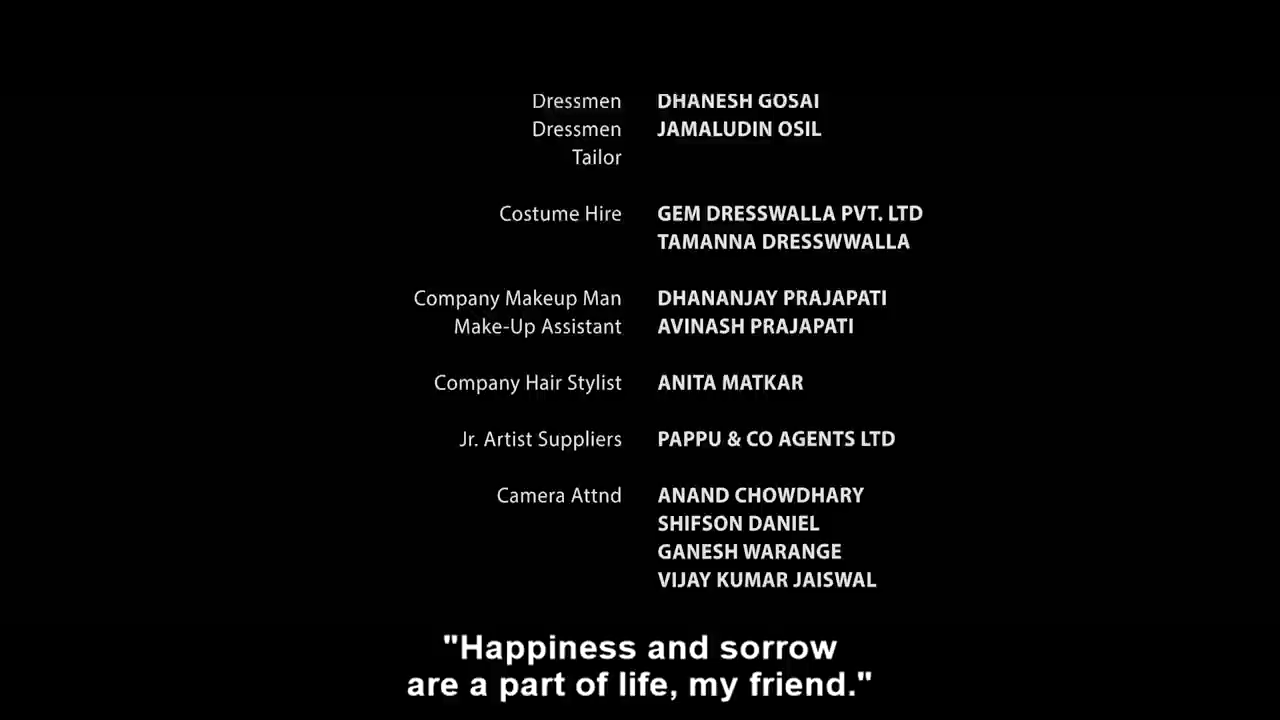 Dressmen DHANESH GOSAI
Dressmen JAMALUDIN OSIL
Tailor
Costume Hire GEM DRESSWALLA PVT. LTD
TAMANNA DRESSWWALLA
Company Makeup Man DHANANJAY PRAJAPATI
Make-Up Assistant AVINASH PRAJAPATI
Company Hair Stylist ANITA MATKAR
Jr. Artist Suppliers PAPPU & CO AGENTS LTD
Camera Attnd ANAND CHOWDHARY
SHIFSON DANIEL
GANESH WARANGE
VIJAY KUMAR JAISWAL
"Happiness and sorrow
are a part of life, my friend."